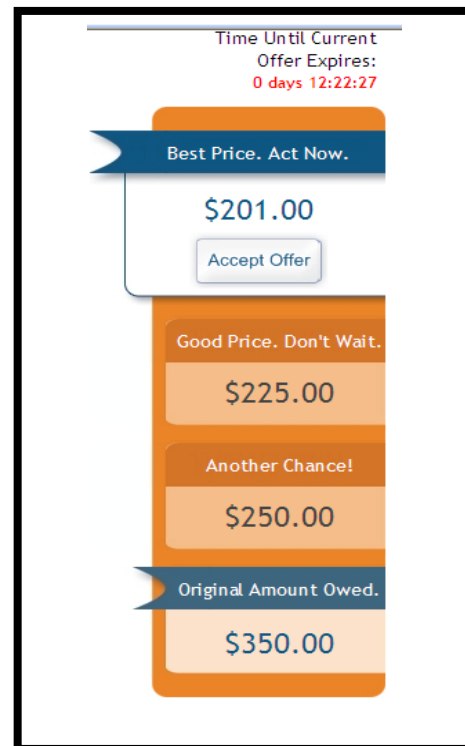 Time Until Current
Offer Expires:
0 days 12:22:27
Best Price. Act Now.
$201.00
Accept Offer
Good Price. Don't Wait.
$225.00
Another Chance!
$250.00
Original Amount Owed.
$350.00